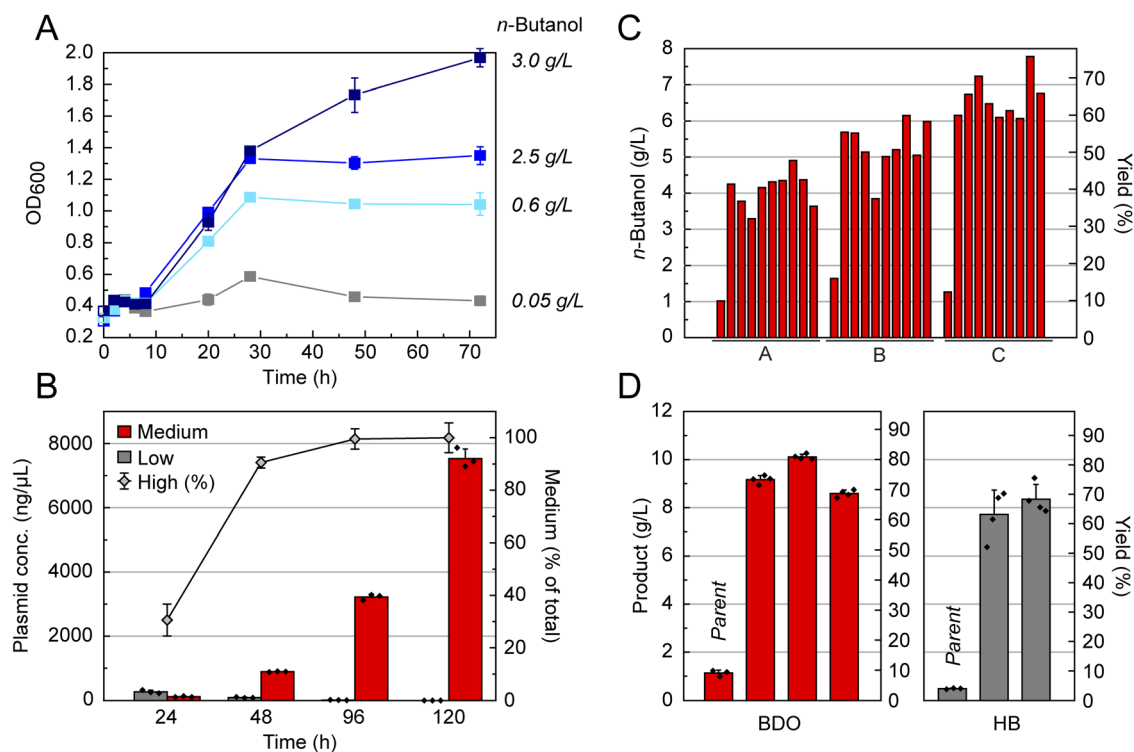 A
n-Butanol
2.0
1.8
1.6
1.4
1.2
1.0
0.8
0.6
0.4
0.2
OD600
0
10
20
30
40
50
60
70
Time (h)
3.0 g/L
2.5 g/L
0.6 g/L
0.05 g/L
C
8
7
6
5
4
3
2
1
0
n-Butanol (g/L)
70
60
50
40
30
20
10
0
Yield (%)
A
B
C
B
Medium
Low
High (%)
8000
6000
4000
2000
0
Plasmid conc. (ng/μL)
100
80
60
40
20
0
Medium (% of total)
24
48
96
120
Time (h)
D
12
10
8
6
4
2
0
Product (g/L)
Parent
90
80
70
60
50
40
30
20
10
0
BDO
Parent
90
80
70
60
50
40
30
20
10
0
Yield (%)
HB